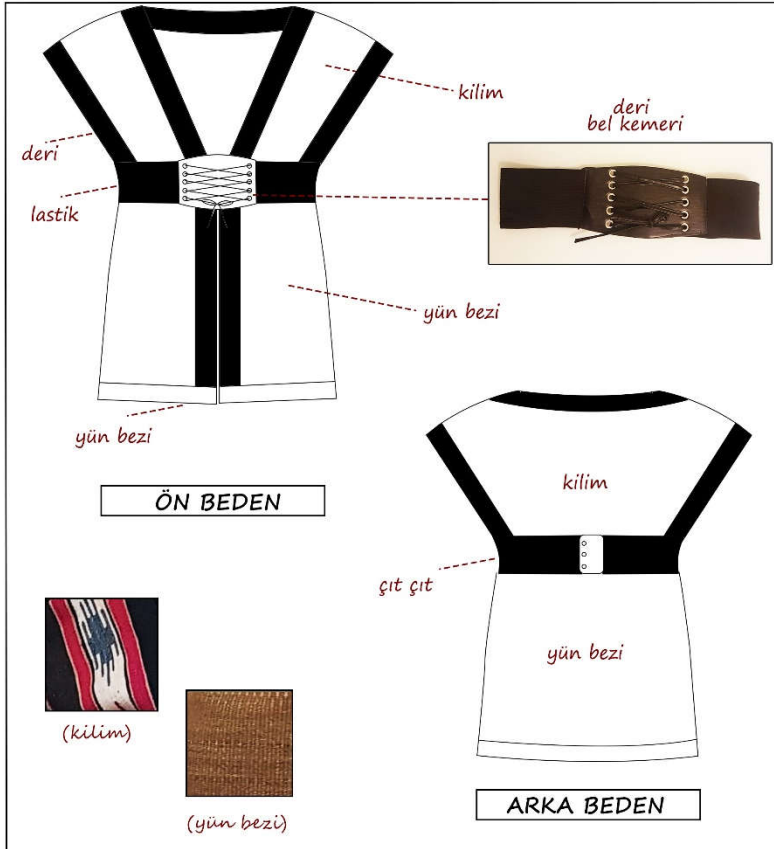 kilim
deri
bel kemeri
deri
lastik
yün bezi
yün bezi
ÖN BEDEN
kilim
çıt çıt
yün bezi
(kilim)
(yün bezi)
ARKA BEDEN